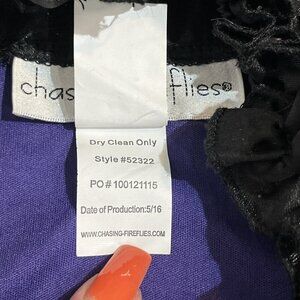 chas flies®
Dry Clean Only
Style #52322
PO# 100121115
Date of Production:5/16
WWW.CHASING-FIREFLIES.COM